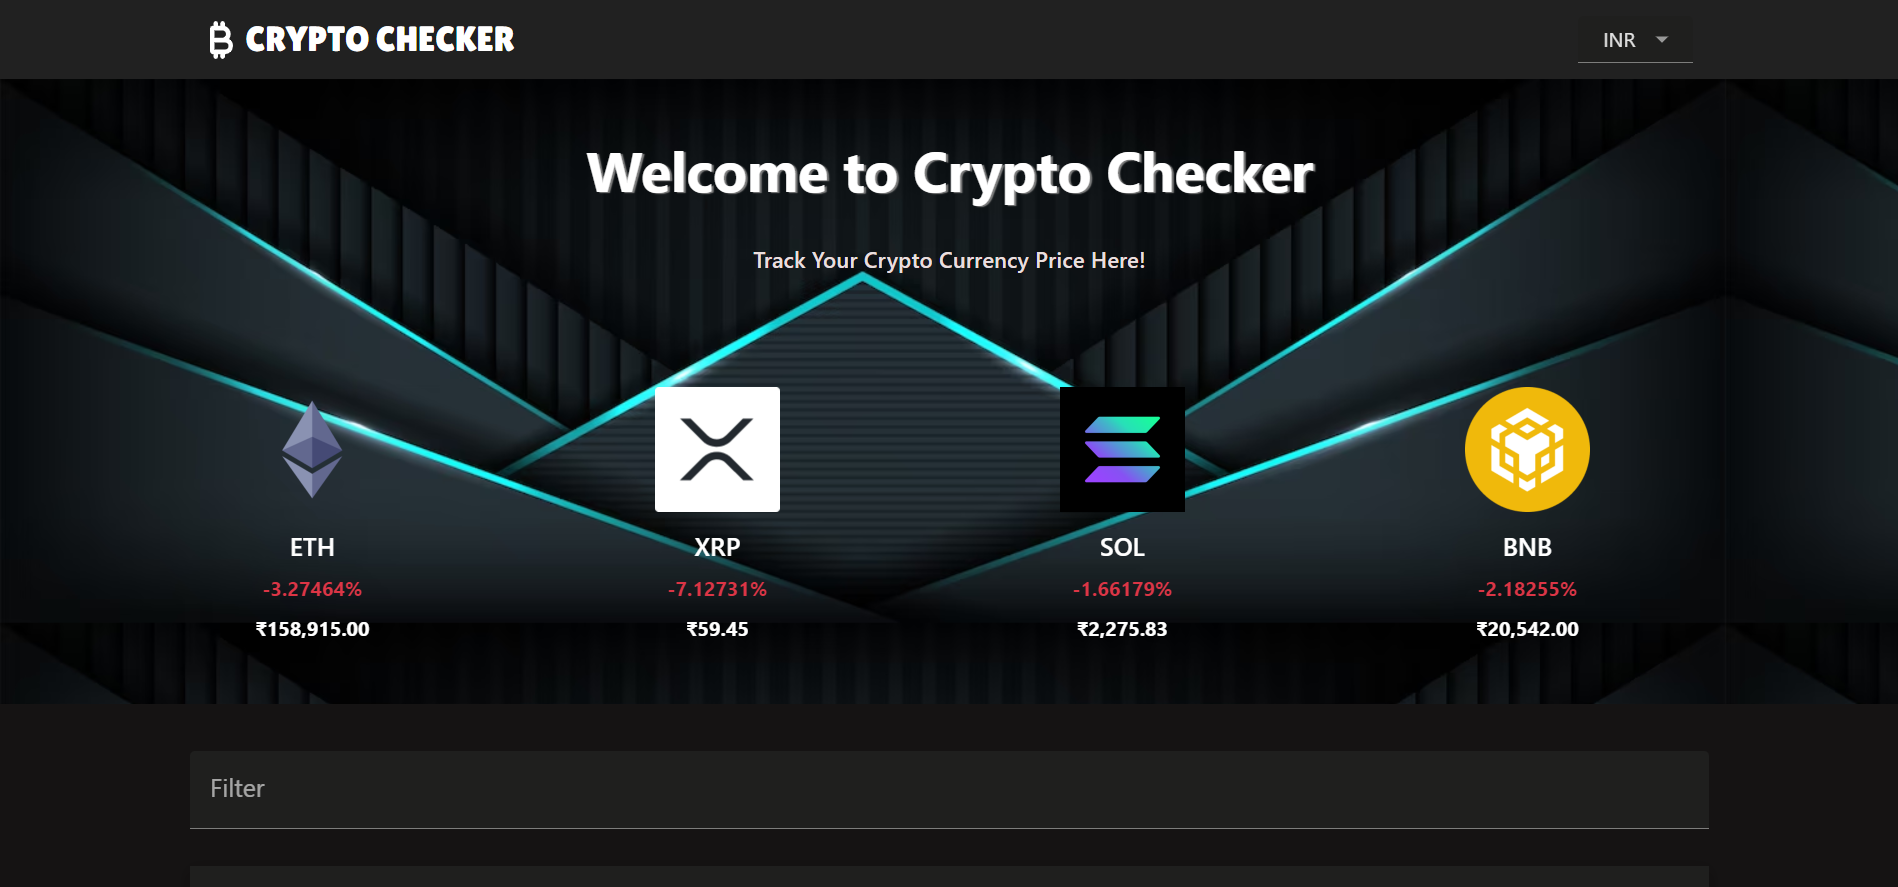 CRYPTO CHECKER
INR
Welcome to Crypto Checker
Track Your Crypto Currency Price Here!
ETH
-3.27464%
₹158,915.00
XRP
-7.12731%
₹59.45
SOL
-1.66179%
₹2,275.83
BNB
-2.18255%
₹20,542.00
Filter